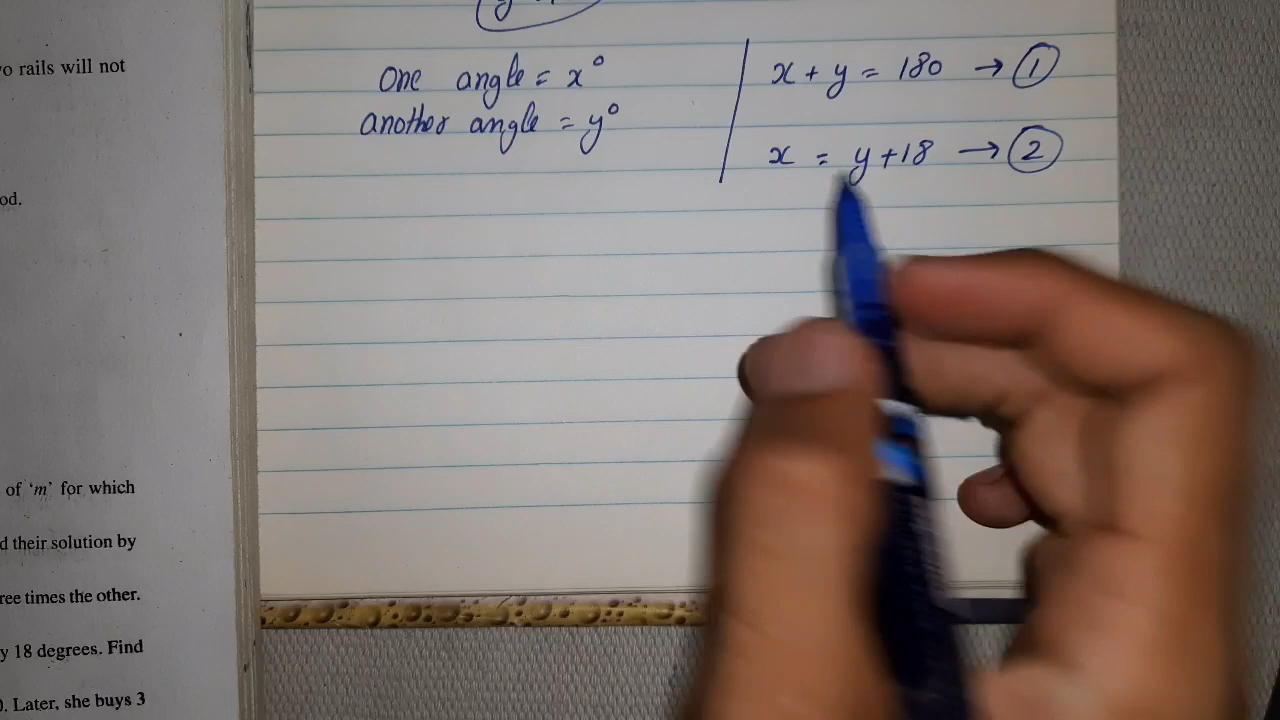 o rails will not
od.
of ‘m’ for which
d their solution by
ree times the other.
y 18 degrees. Find
). Later, she buys 3
one angle = x°
another angle = y°
x + y = 180 → 1
x = y + 18 → 2